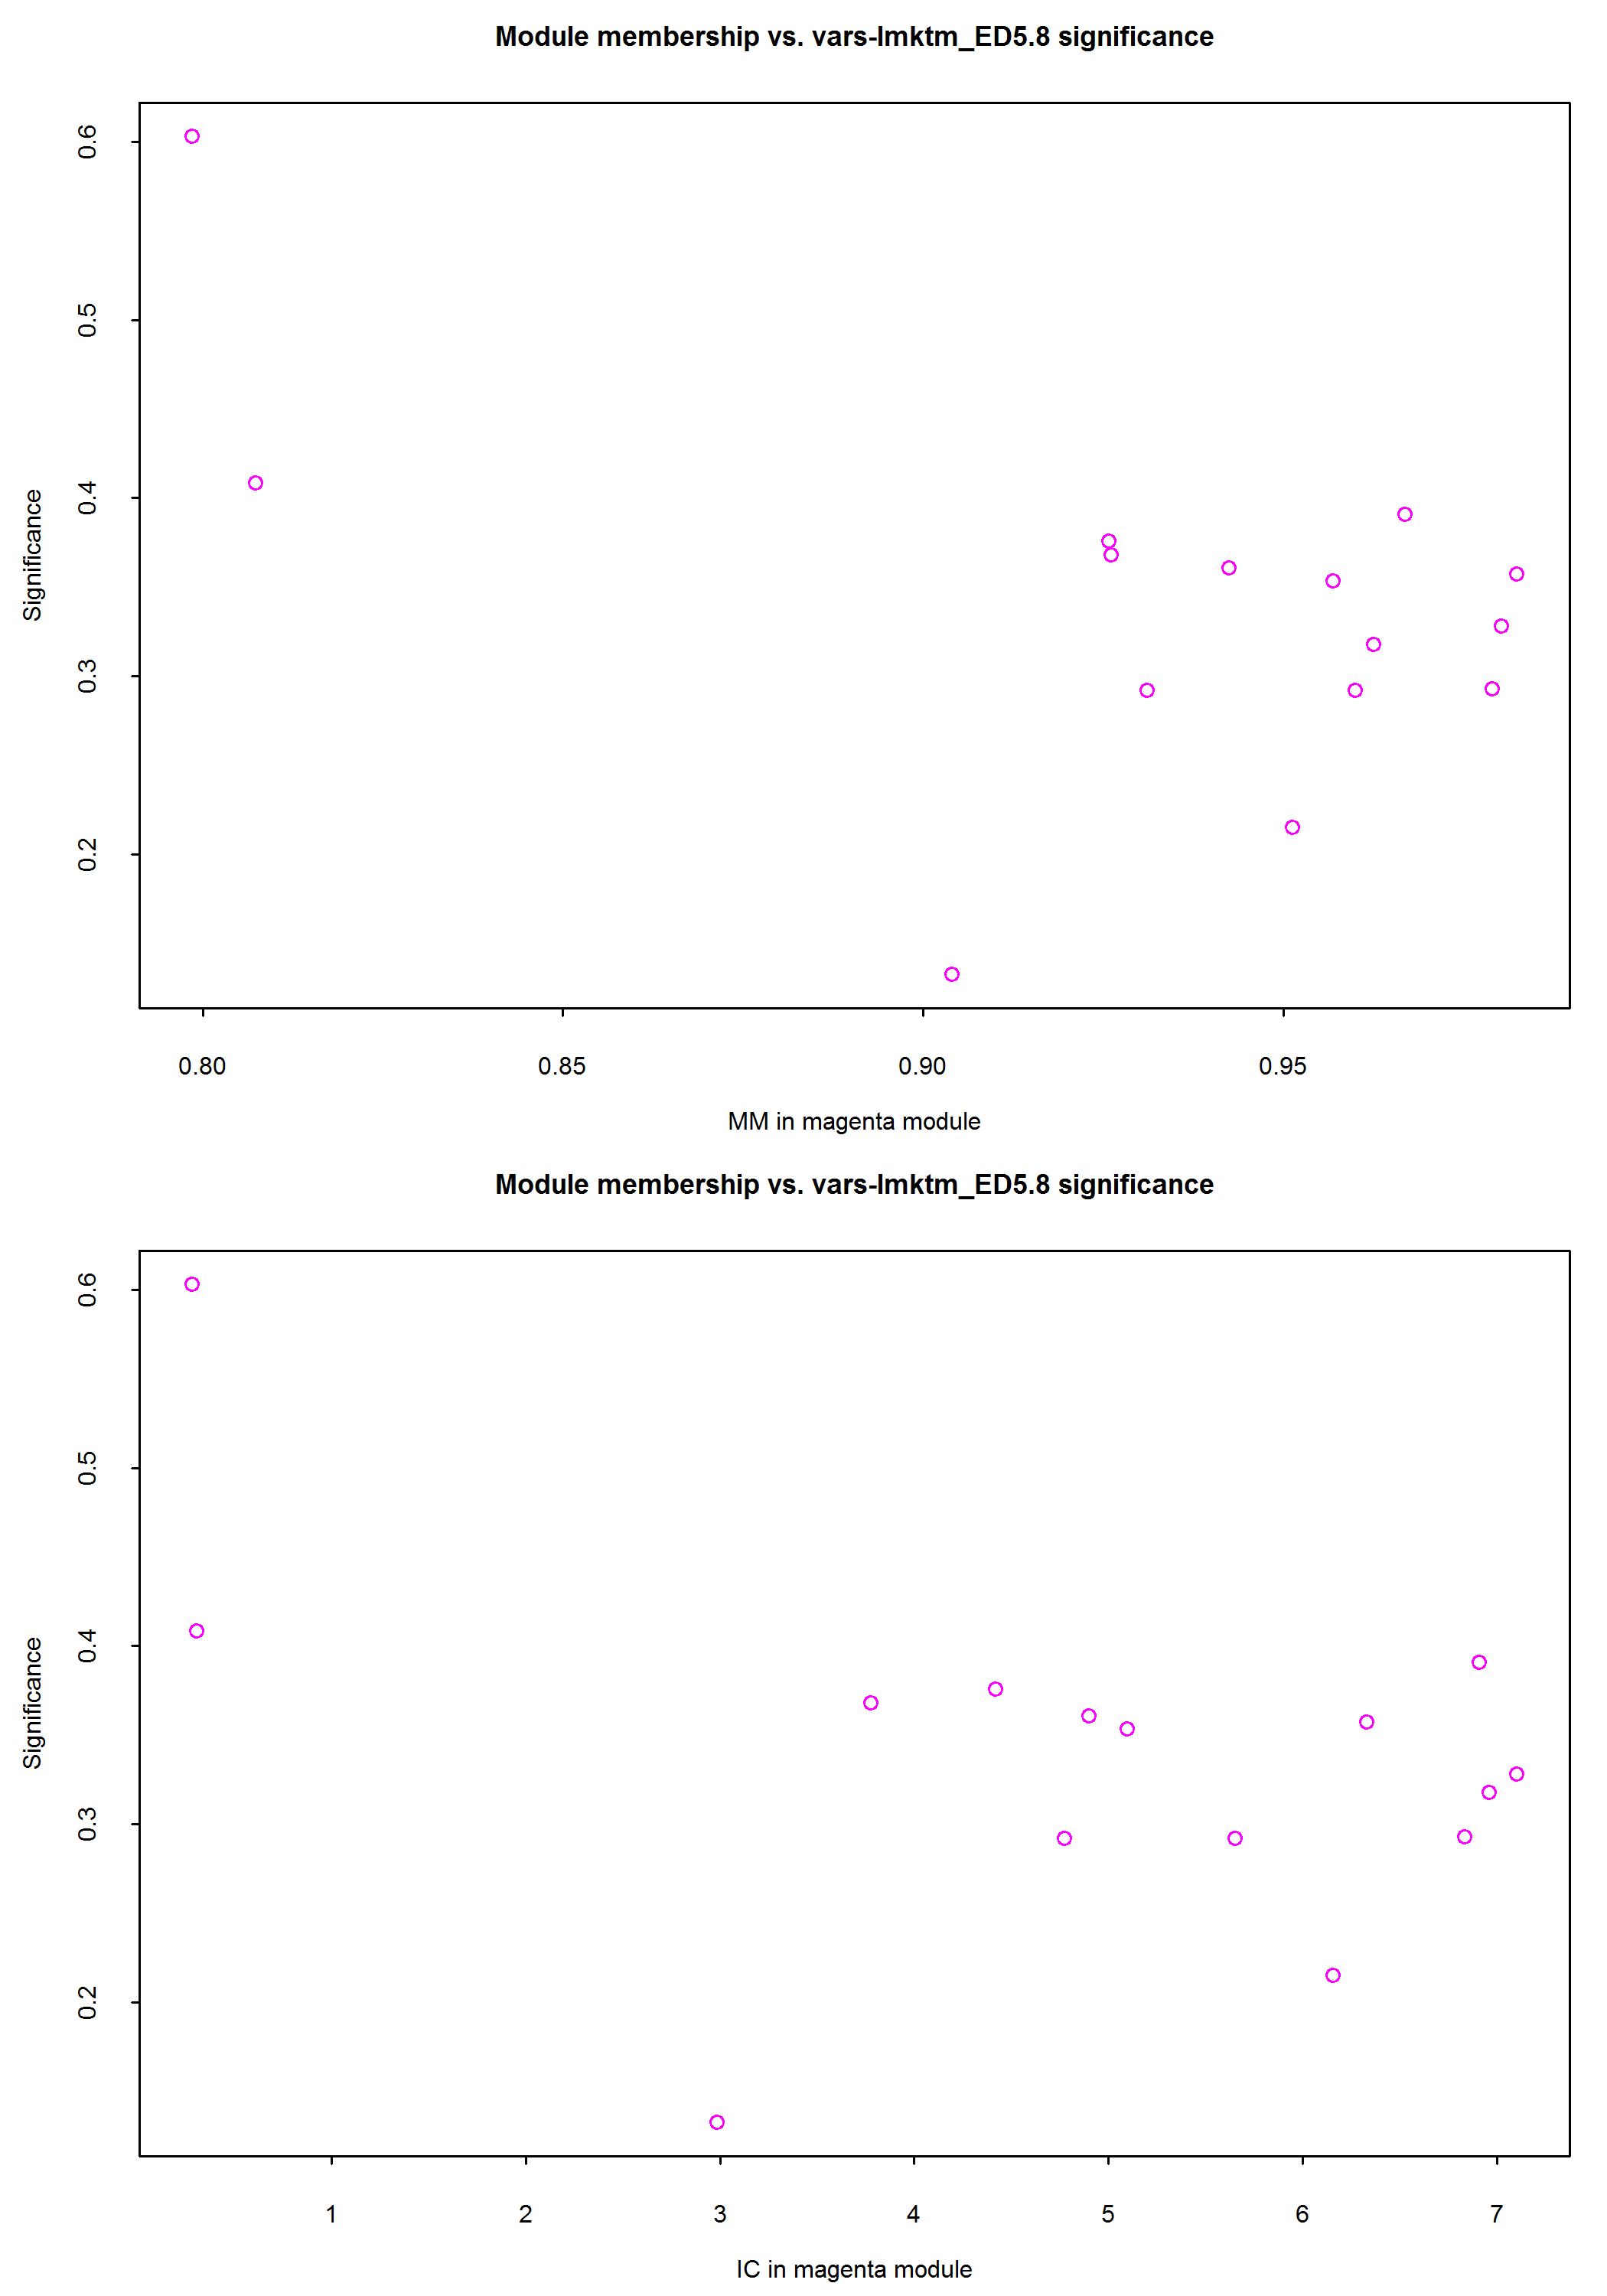 Module membership vs. vars-lmktm_ED5.8 significance
0.6
0.5
0.4
0.3
0.2
Significance
0.80 0.85 0.90 0.95
MM in magenta module
Module membership vs. vars-lmktm_ED5.8 significance
0.6
0.5
0.4
0.3
0.2
Significance
1 2 3 4 5 6 7
IC in magenta module